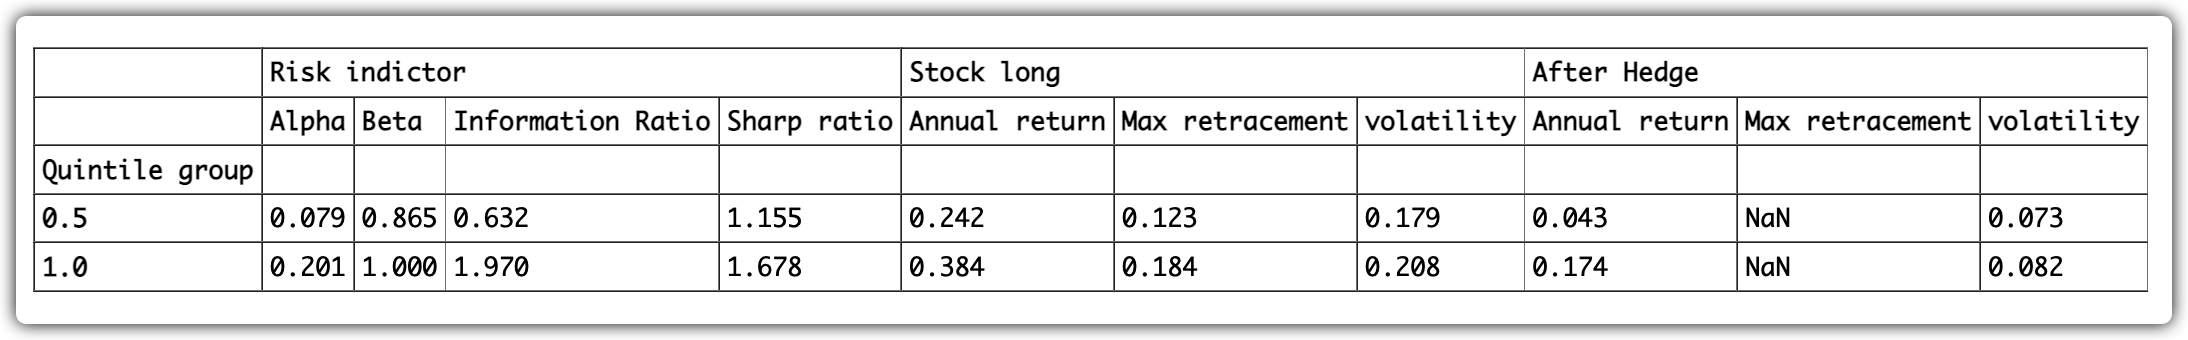 Risk indictor Stock long After Hedge
Alpha Beta Information Ratio Sharp ratio Annual return Max retracement volatility Annual return Max retracement volatility
Quintile group
0.5 0.079 0.865 0.632 1.155 0.242 0.123 0.179 0.043 NaN 0.073
1.0 0.201 1.000 1.970 1.678 0.384 0.184 0.208 0.174 NaN 0.082